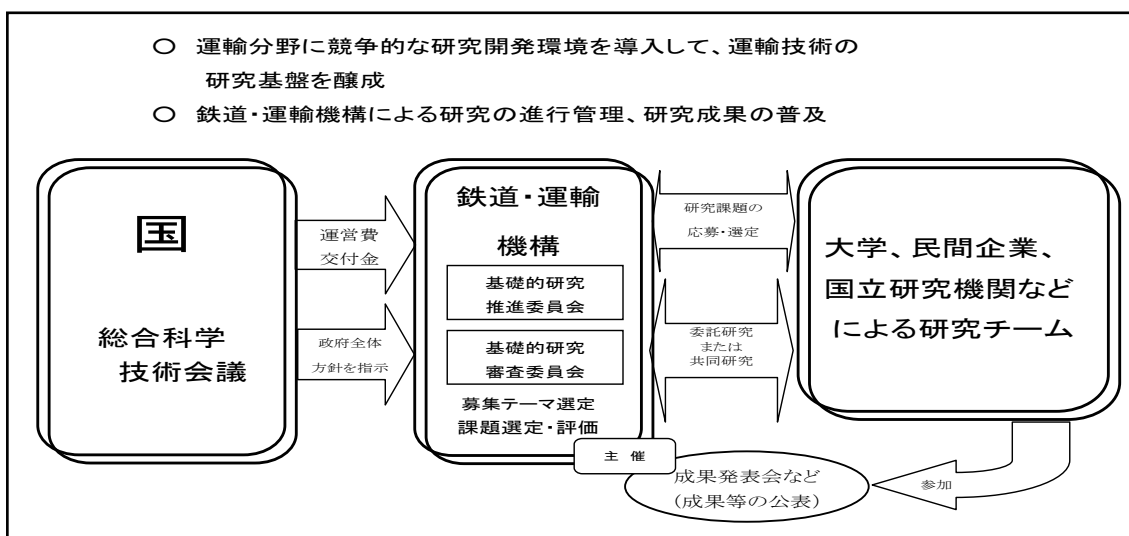 ○ 運輸分野に競争的な研究開発環境を導入して、運輸技術の
研究基盤を醸成
○ 鉄道・運輸機構による研究の進行管理、研究成果の普及
国
総合科学
技術会議
運営費
交付金
政府全体
方針を指示
鉄道・運輸
機構
基礎的研究
推進委員会
基礎的研究
審査委員会
募集テーマ選定
課題選定・評価
主 催
研究課題の
応募・選定
委託研究
または
共同研究
大学、民間企業、
国立研究機関など
による研究チーム
成果発表会など
(成果等の公表)
参加